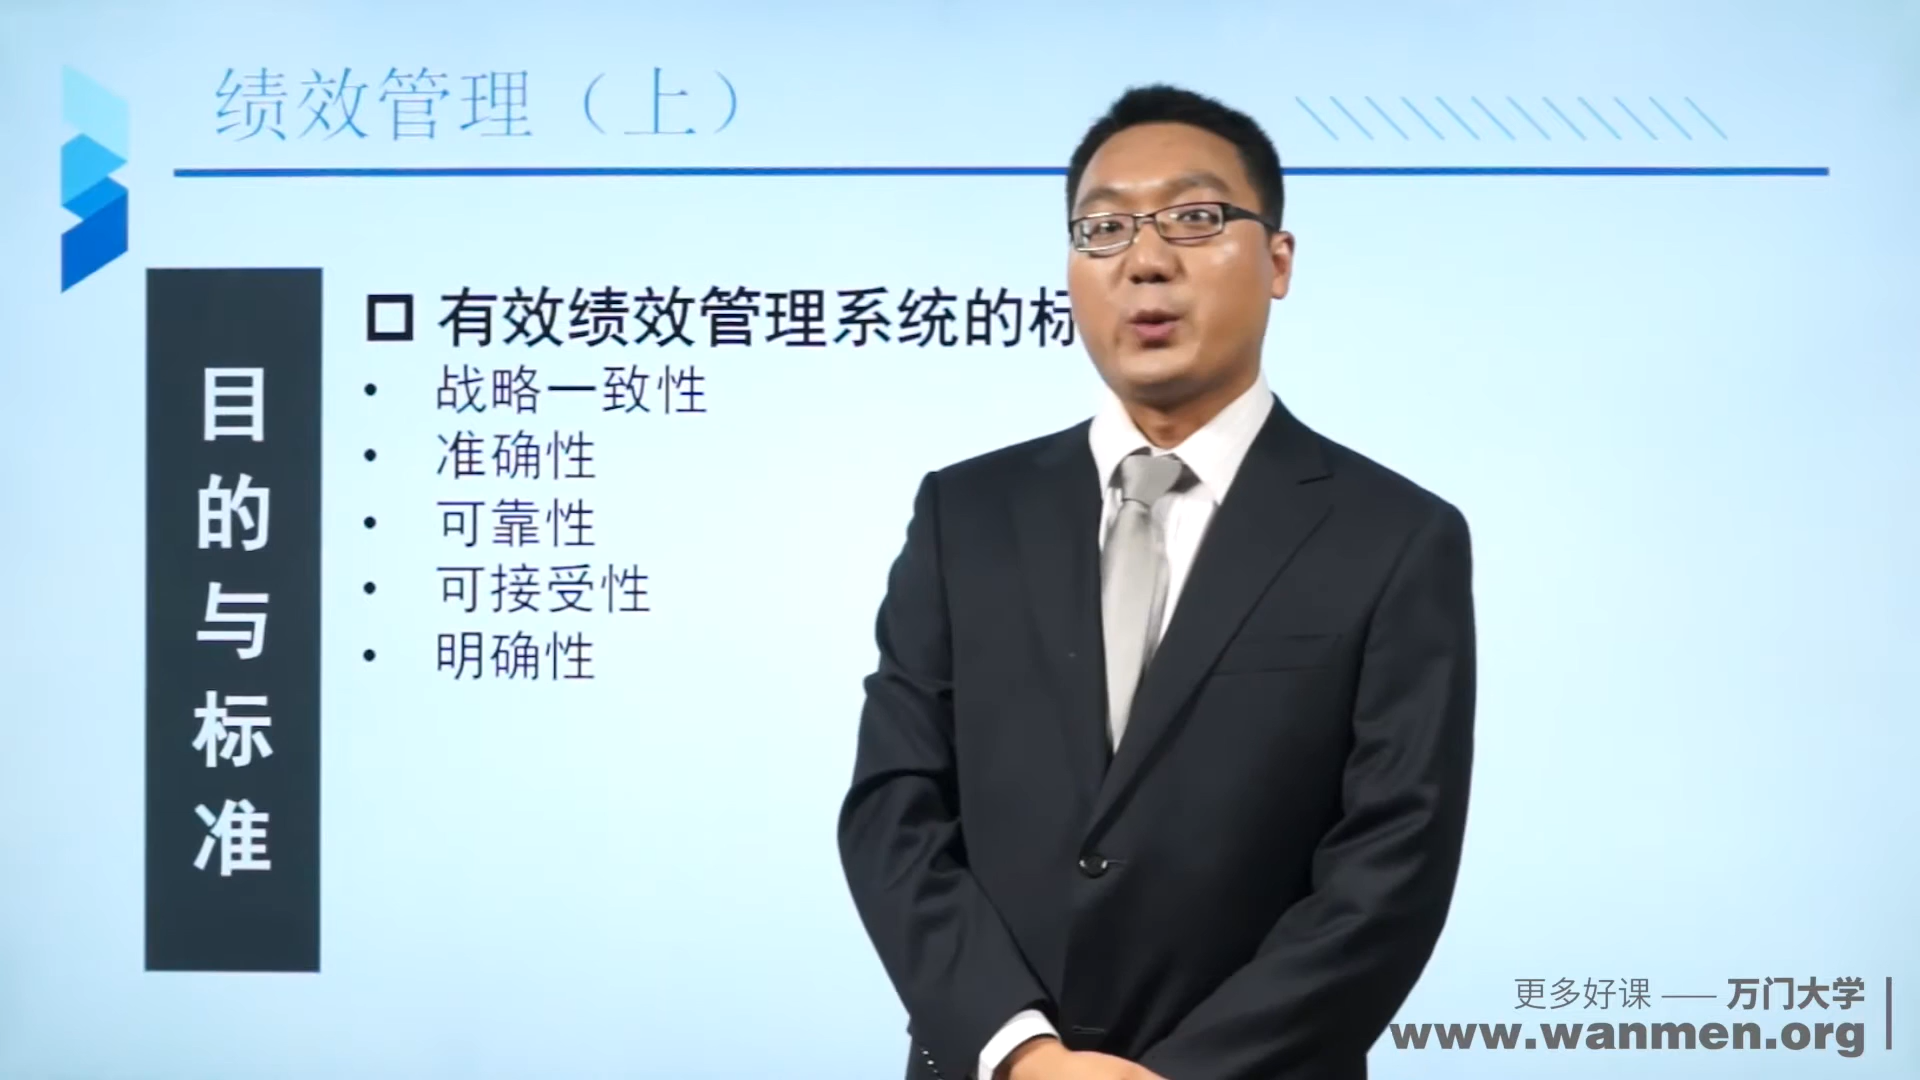 绩效管理（上）
目的与标准
有效绩效管理系统的标
• 战略一致性
• 准确性
• 可靠性
• 可接受性
• 明确性
更多好课 —— 万门大学
www.wanmen.org